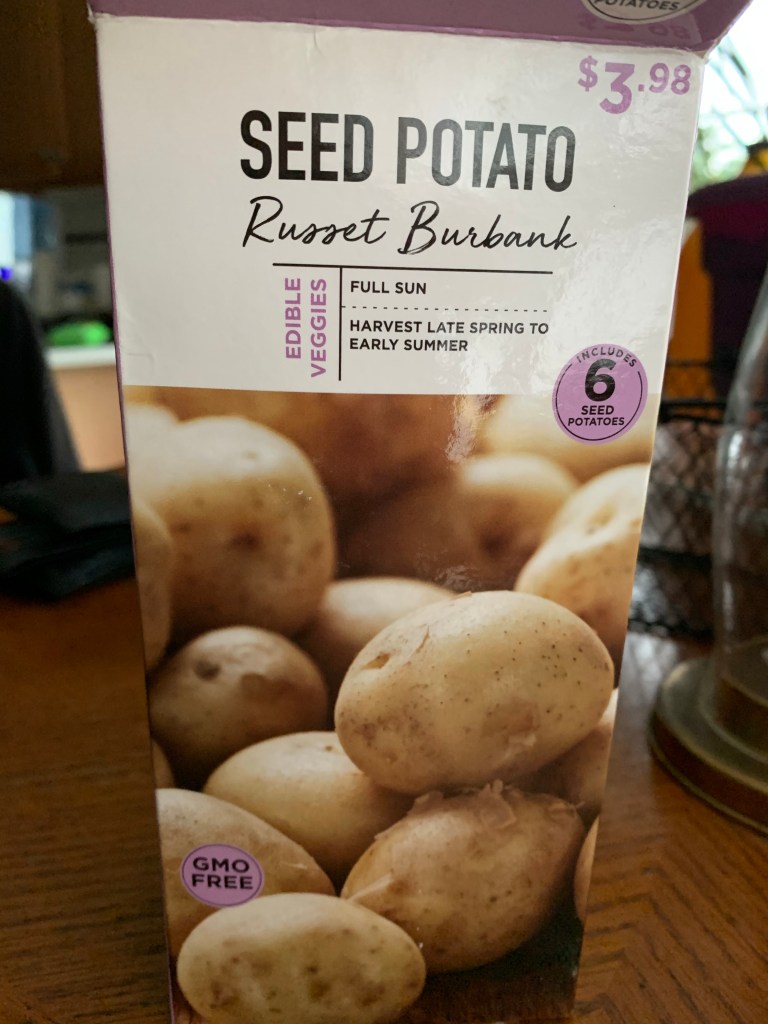 POTATOES
$3.98
SEED POTATO
Russet Burbank
EDIBLE
VEGGIES
FULL SUN
HARVEST LATE SPRING TO
EARLY SUMMER
INCLUDES
6
SEED
POTATOES
GMO
FREE